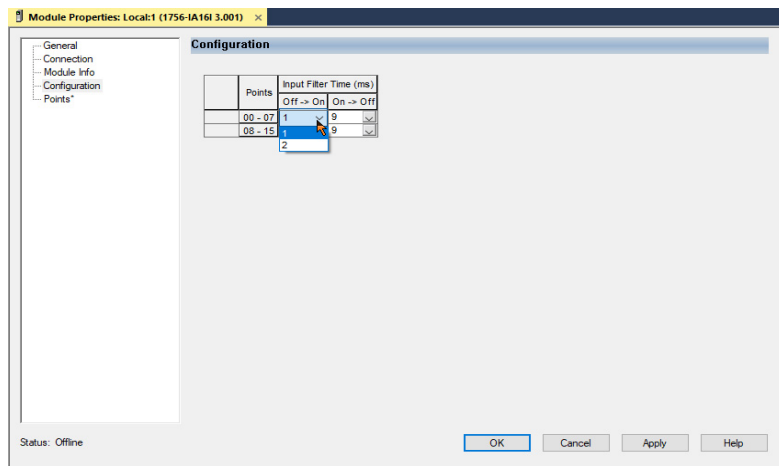 Module Properties: Local:1 (1756-IA16I 3.001) ×
General
Connection
Module Info
Configuration
Points*
Configuration
Points Input Filter Time (ms)
Off -> On On -> Off
00 - 07 1 9
08 - 15 1 9
2
Status: Offline
OK Cancel Apply Help